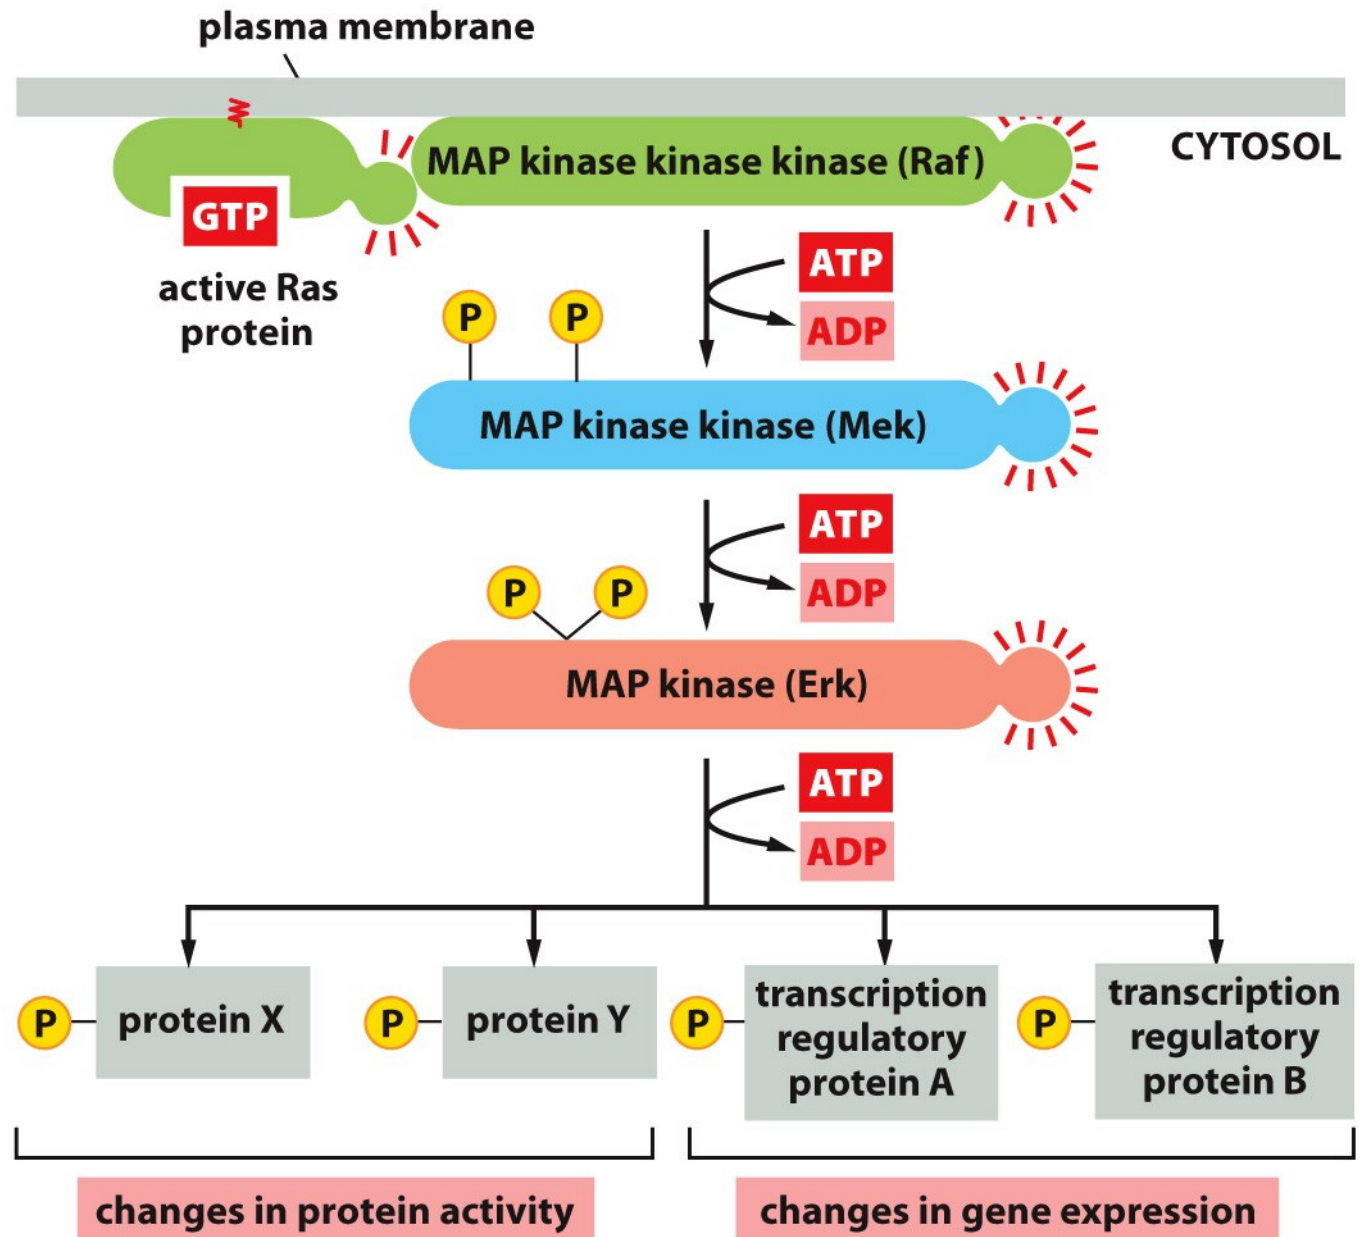 plasma membrane
CYTOSOL
MAP kinase kinase kinase (Raf)
GTP
active Ras
protein
ATP
ADP
P
P
MAP kinase kinase (Mek)
ATP
ADP
P
P
MAP kinase (Erk)
ATP
ADP
P
protein X
P
protein Y
P
transcription
regulatory
protein A
P
transcription
regulatory
protein B
changes in protein activity
changes in gene expression